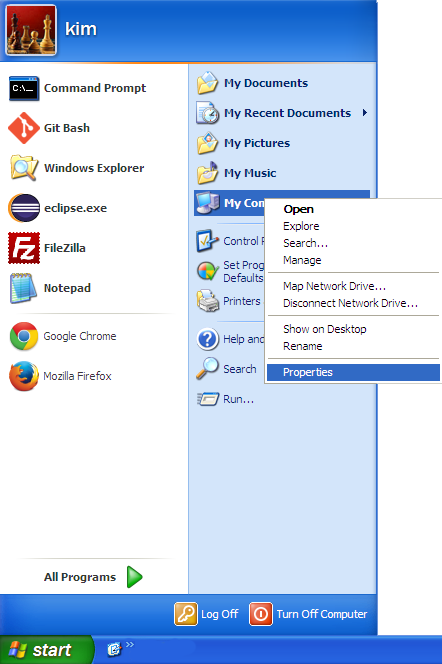 kim
Command Prompt
Git Bash
Windows Explorer
eclipse.exe
FileZilla
Notepad
Google Chrome
Mozilla Firefox
All Programs
My Documents
My Recent Documents
My Pictures
My Music
My Com
Control P
Set Prog
Defaults
Printers
Help and
Search
Run...
Open
Explore
Search...
Manage
Map Network Drive...
Disconnect Network Drive...
Show on Desktop
Rename
Properties
Log Off
Turn Off Computer
start